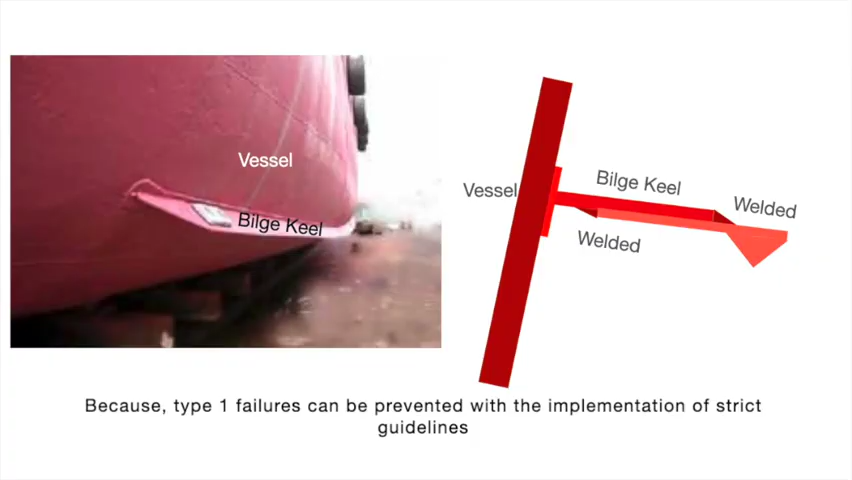 Vessel
Bilge Keel
Vessel
Bilge Keel
Welded
Welded
Because, type 1 failures can be prevented with the implementation of strict
guidelines